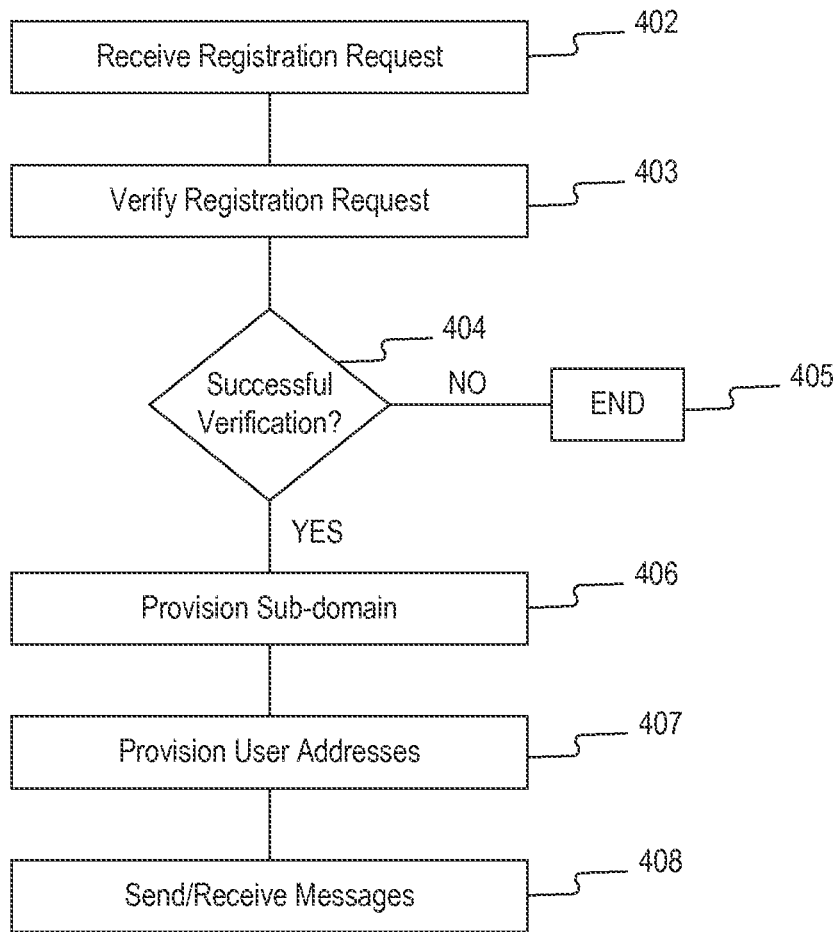 402
Receive Registration Request
403
Verify Registration Request
404
Successful
Verification?
NO
END
405
YES
406
Provision Sub-domain
407
Provision User Addresses
408
Send/Receive Messages